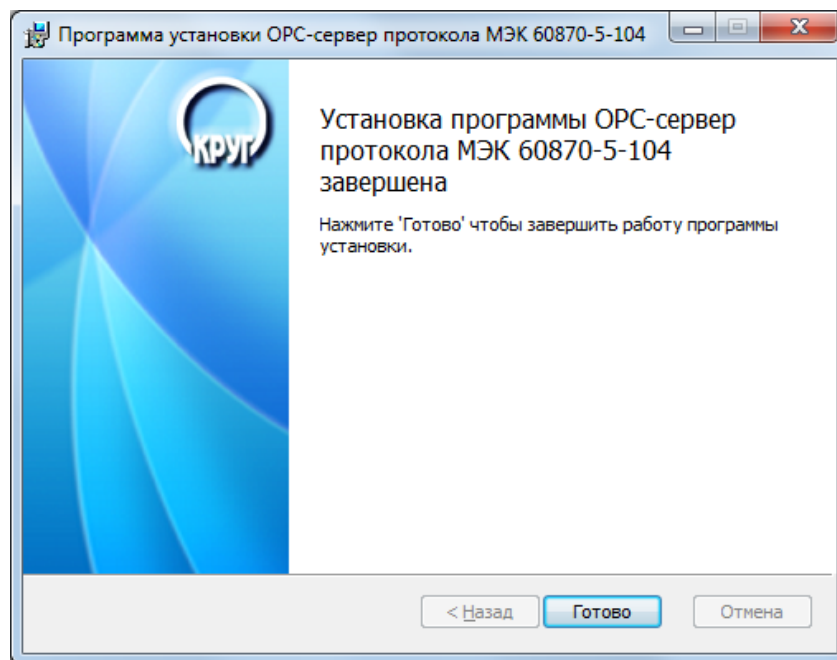 Программа установки OPC-сервер протокола МЭК 60870-5-104
КРУГ
Установка программы OPC-сервер
протокола МЭК 60870-5-104
завершена
Нажмите 'Готово' чтобы завершить работу программы
установки.
< Назад
Готово
Отмена